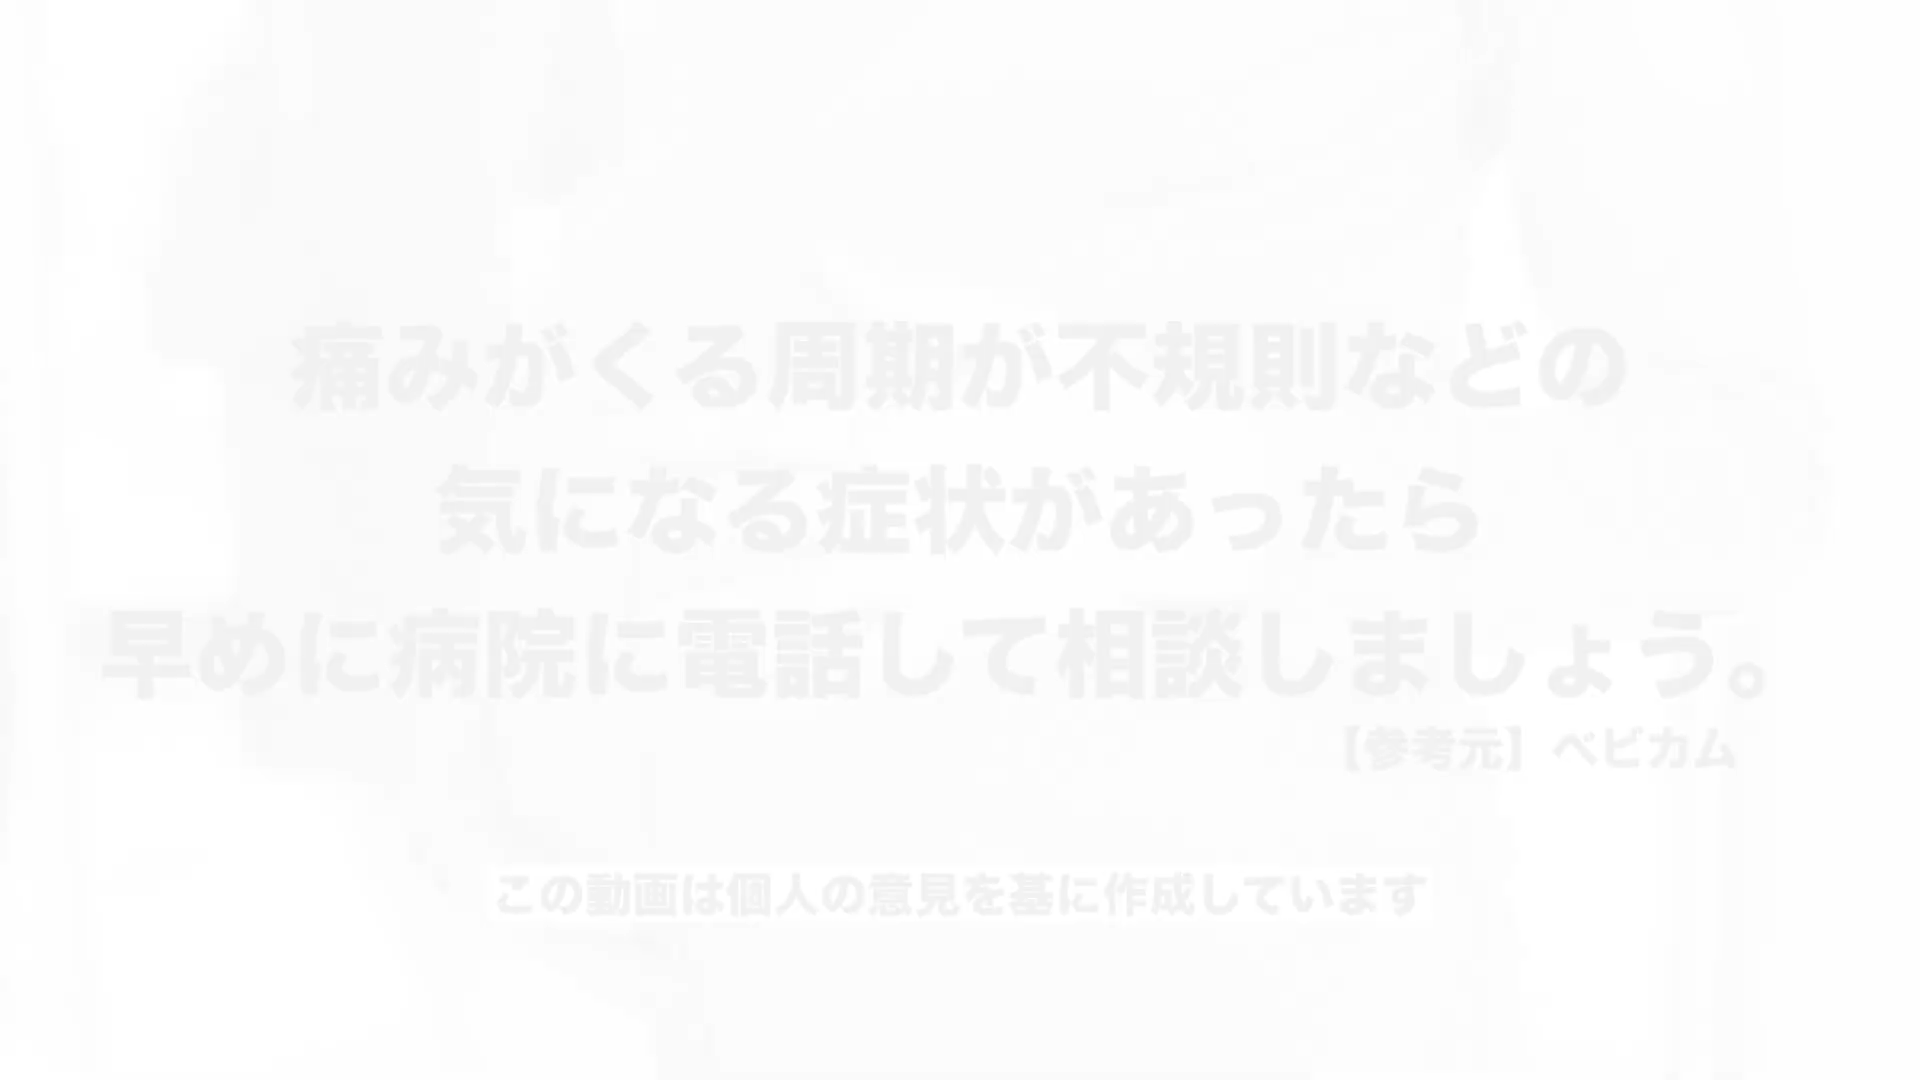 痛みがくる周期が不規則などの
気になる症状があったら
早めに病院に電話して相談しましょう。
【参考元】ベビカム
この動画は個人の意見を基に作成しています